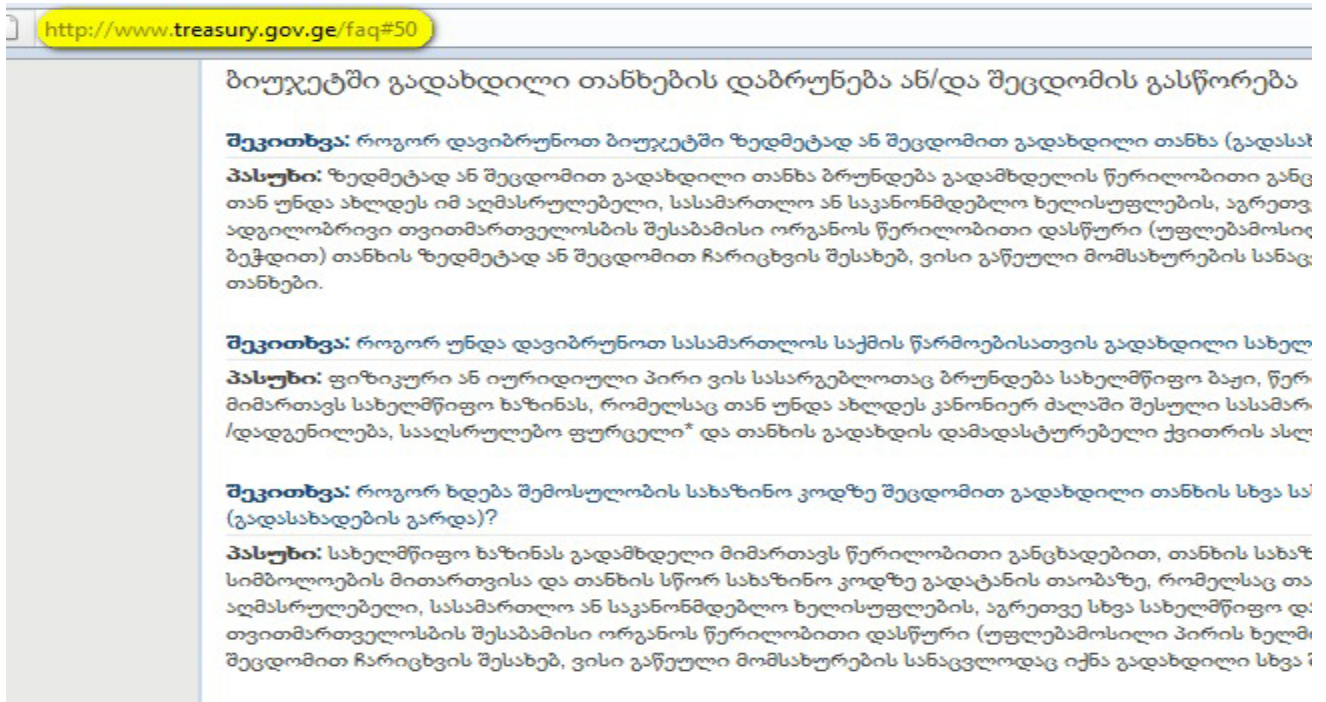 http://www.treasury.gov.ge/faq#50
ბიუჯეტში გადახდილი თანხების დაბრუნება ან/და შეცდომის გასწორება
შეკითხვა: როგორ დავიბრუნოთ ბიუჯეტში ზედმეტად ან შეცდომით გადახდილი თანხა (გადასახ
პასუხი: ზედმეტად ან შეცდომით გადახდილი თანხა ბრუნდება გადამხდელის წერილობითი განც
თან უნდა ახლდეს იმ აღმასრულებელი, სასამართლო ან საკანონმდებლო ხელისუფლების, აგრეთვ
ადგილობრივი თვითმართველოსბის შესაბამისი ორგანოს წერილობითი დასწური (უფლებამოსილ
ბეჭდით) თანხის ზედმეტად ან შეცდომით ჩარიცხვის შესახებ, ვისი გაწეული მომსახურების სანაც
თანხები.
შეკითხვა: როგორ უნდა დავიბრუნოთ სასამართლოს საქმის წარმოებისათვის გადახდილი სახელ
პასუხი: ფიზიკური ან იურიდიული პირი ვის სასარგებლოთაც ბრუნდება სახელმწიფო ბაჟი, წერი
მიმართავს სახელმწიფო ხაზინას, რომელსაც თან უნდა ახლდეს კანონიერ ძალაში შესული სასამარ
/დადგენილება, სააღსრულებო ფურცელი* და თანხის გადახდის დამადასტურებელი ქვითრის ასლ
შეკითხვა: როგორ ხდება შემოსულობის სახაზინო კოდზე შეცდომით გადახდილი თანხის სხვა სახ
(გადასახადების გარდა)?
პასუხი: სახელმწიფო ხაზინას გადამხდელი მიმართავს წერილობითი განცხადებით, თანხის სახაზ
სიმბოლოების მითართვისა და თანხის სწორ სახაზინო კოდზე გადატანის თაობაზე, რომელსაც თა
აღმასრულებელი, სასამართლო ან საკანონმდებლო ხელისუფლების, აგრეთვე სხვა სახელმწიფო და
თვითმართველოსბის შესაბამისი ორგანოს წერილობითი დასწური (უფლებამოსილი პირის ხელმ
შეცდომით ჩარიცხვის შესახებ, ვისი გაწეული მომსახურების სანაცვლოდაც იქნა გადახდილი სხვა